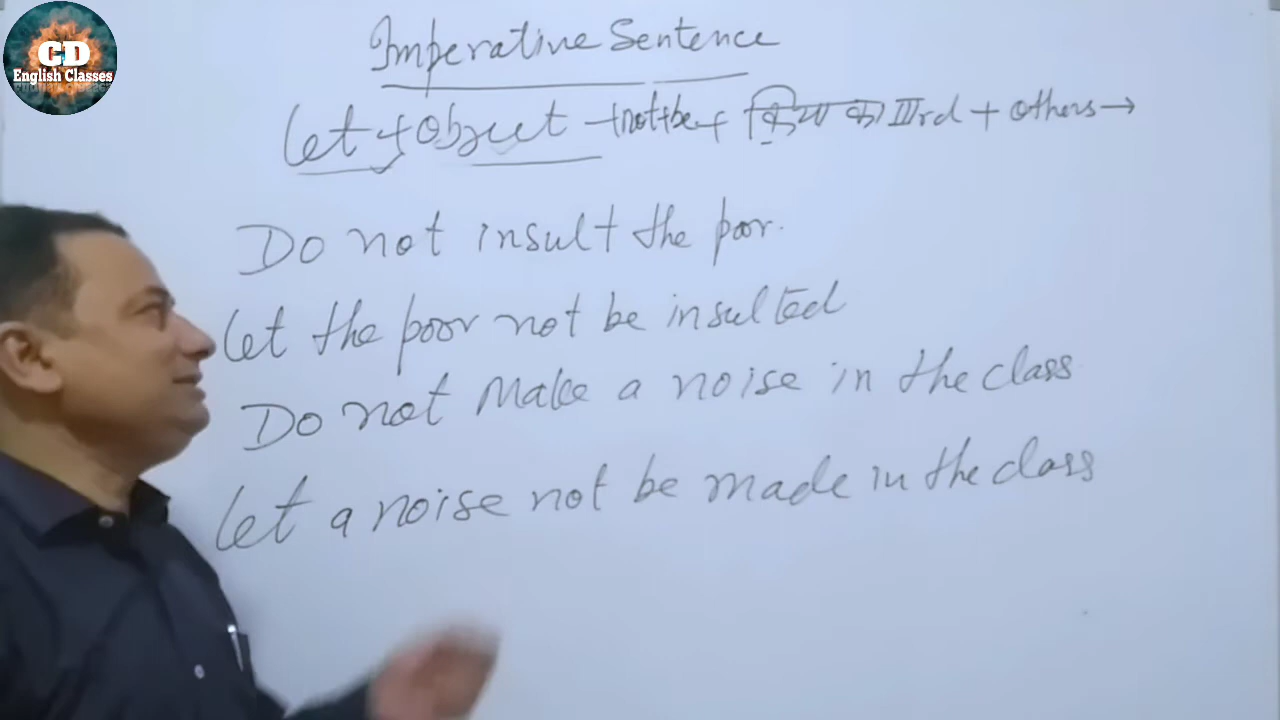 CD
English Classes
Imperative Sentence
Let + Object + not + be + क्रिया का IIIrd + others →
Do not insult the poor.
Let the poor not be insulted
Do not Make a noise in the class
Let a noise not be made in the class